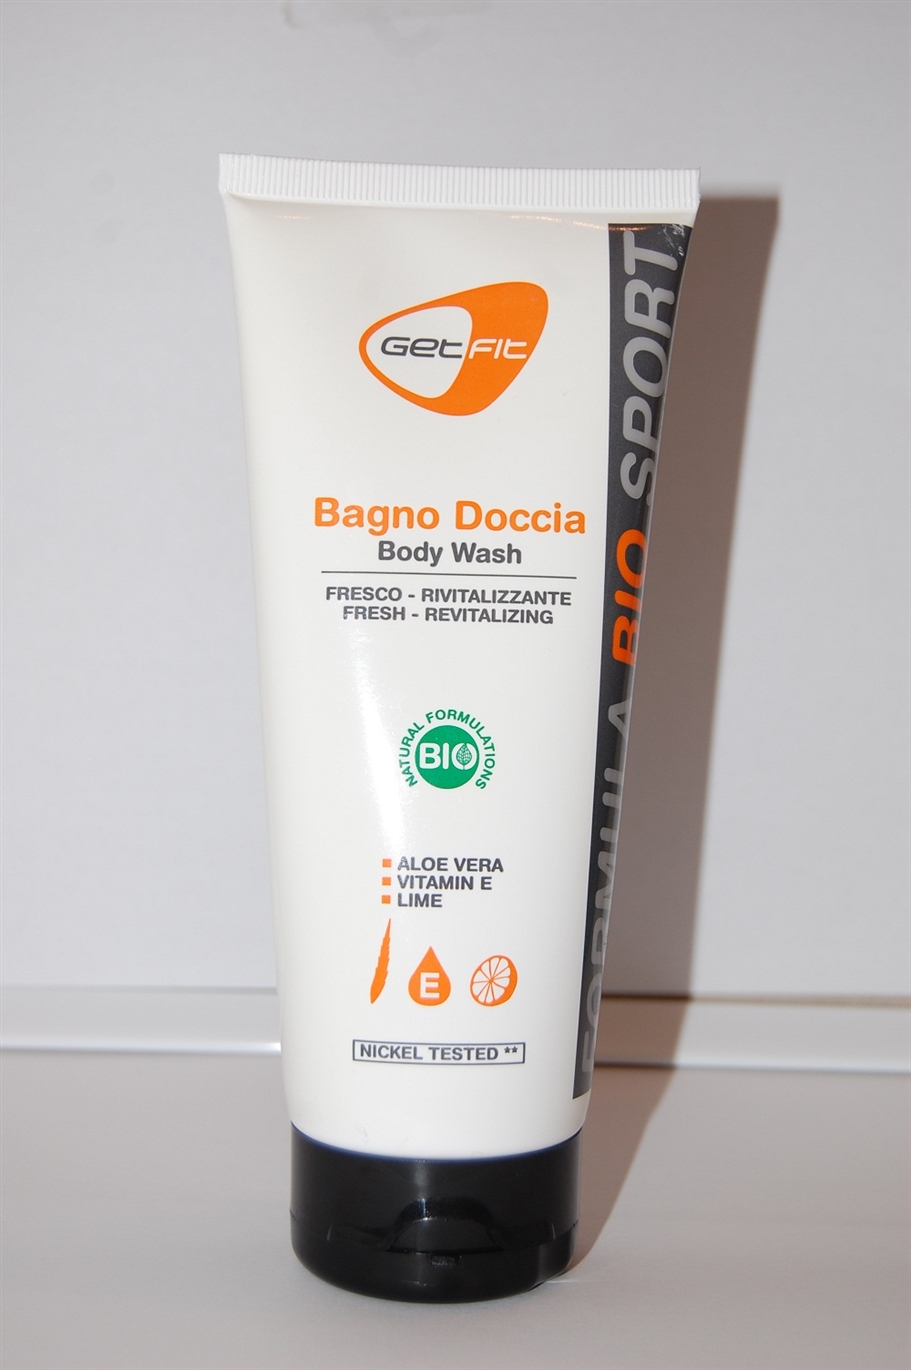 Get Fit
Bagno Doccia
Body Wash
FRESCO - RIVITALIZZANTE
FRESH - REVITALIZING
NATURAL FORMULATIONS
BIO
ALOE VERA
VITAMIN E
LIME
E
NICKEL TESTED **
FORMULA BIO SPORT